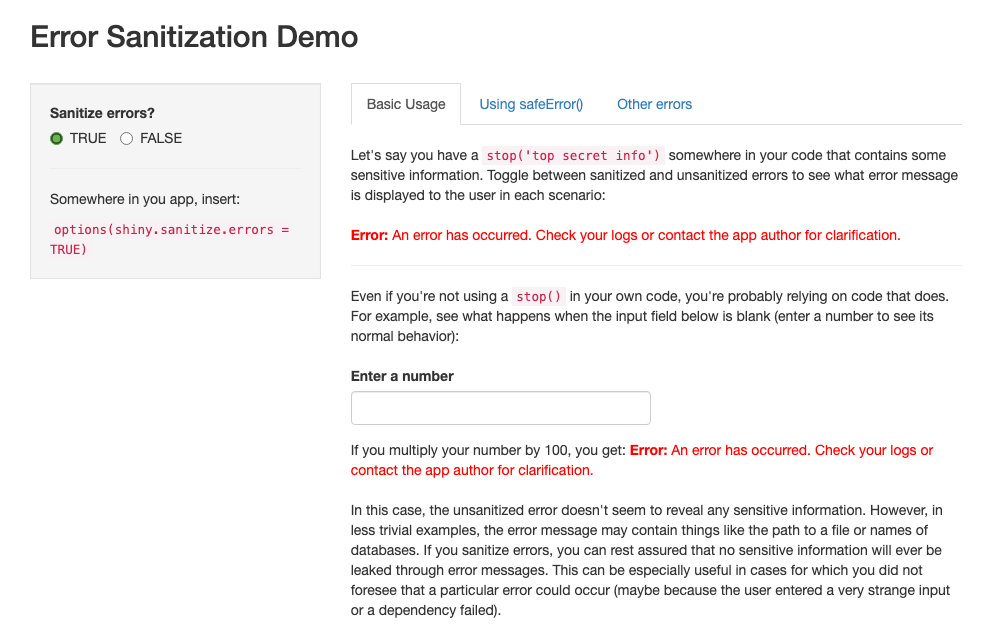 Error Sanitization Demo
Sanitize errors?
TRUE FALSE
Somewhere in you app, insert:
options(shiny.sanitize.errors =
TRUE)
Basic Usage Using safeError() Other errors
Let's say you have a stop('top secret info') somewhere in your code that contains some
sensitive information. Toggle between sanitized and unsanitized errors to see what error message
is displayed to the user in each scenario:
Error: An error has occurred. Check your logs or contact the app author for clarification.
Even if you're not using a stop() in your own code, you're probably relying on code that does.
For example, see what happens when the input field below is blank (enter a number to see its
normal behavior):
Enter a number
If you multiply your number by 100, you get: Error: An error has occurred. Check your logs or
contact the app author for clarification.
In this case, the unsanitized error doesn't seem to reveal any sensitive information. However, in
less trivial examples, the error message may contain things like the path to a file or names of
databases. If you sanitize errors, you can rest assured that no sensitive information will ever be
leaked through error messages. This can be especially useful in cases for which you did not
foresee that a particular error could occur (maybe because the user entered a very strange input
or a dependency failed).